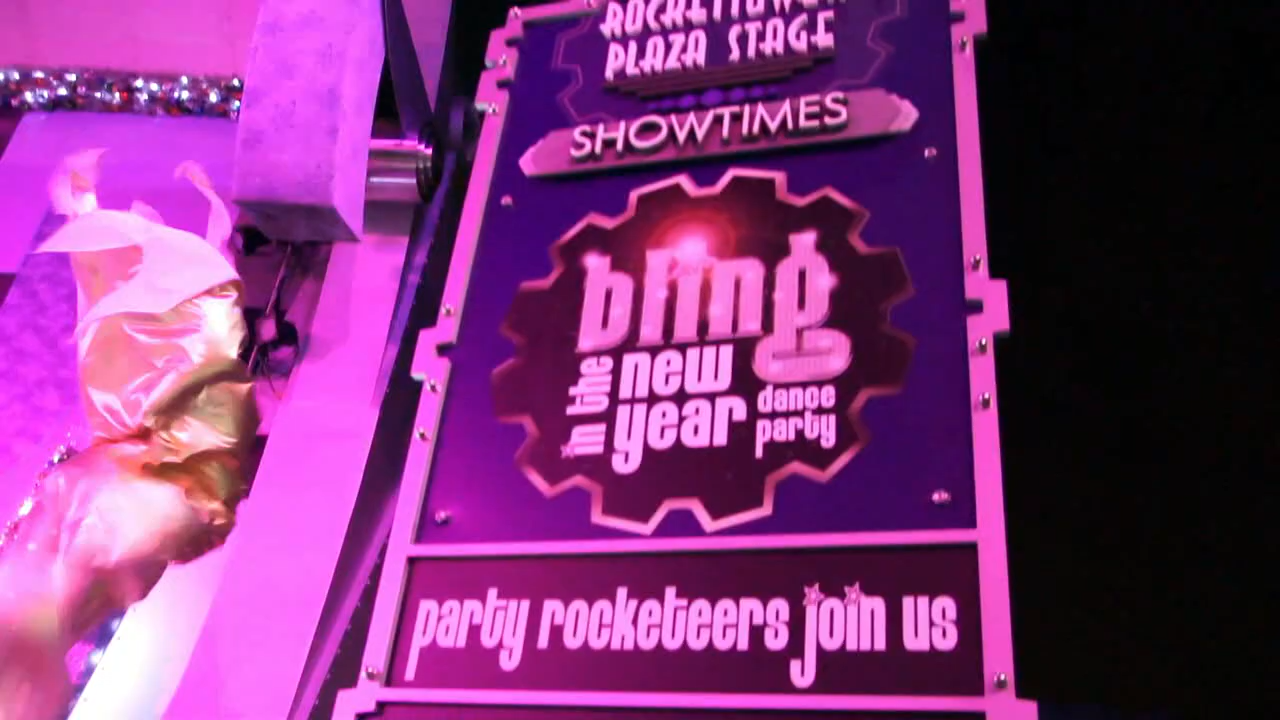 PLAZA STAGE
SHOWTIMES
bling
in the
new
year
dance
party
party rocketeers join us